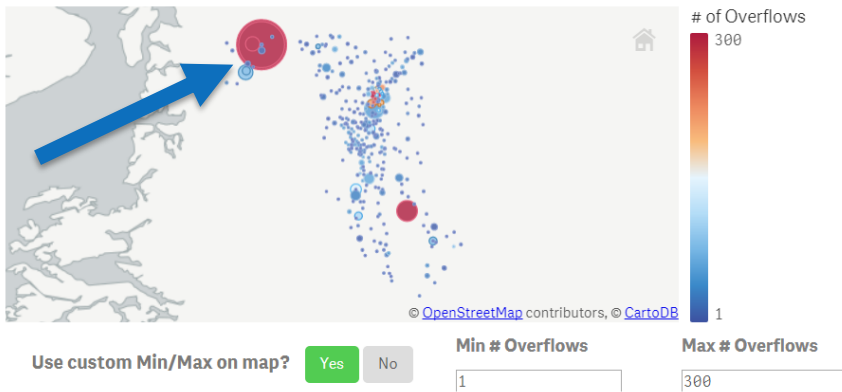 # of Overflows
300
1
© OpenStreetMap contributors, © CartoDB
Use custom Min/Max on map?
Yes
No
Min # Overflows
1
Max # Overflows
300